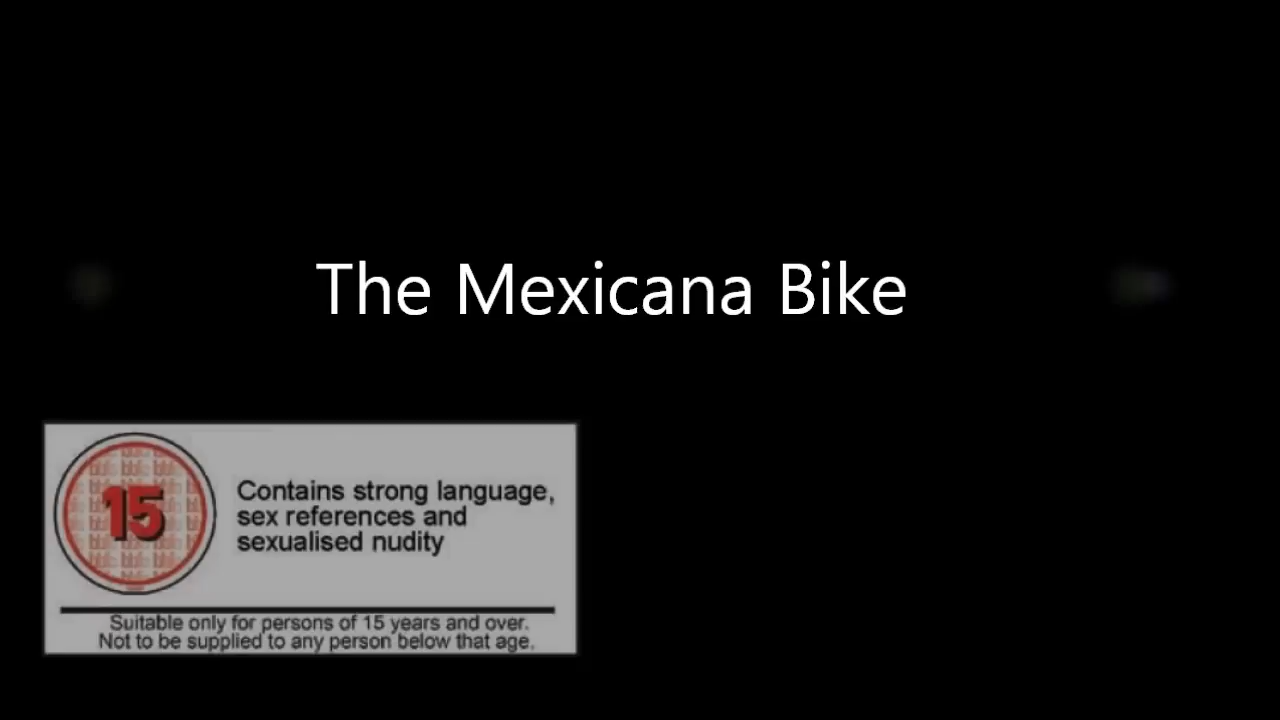 The Mexicana Bike
15
Contains strong language,
sex references and
sexualised nudity
Suitable only for persons of 15 years and over.
Not to be supplied to any person below that age.